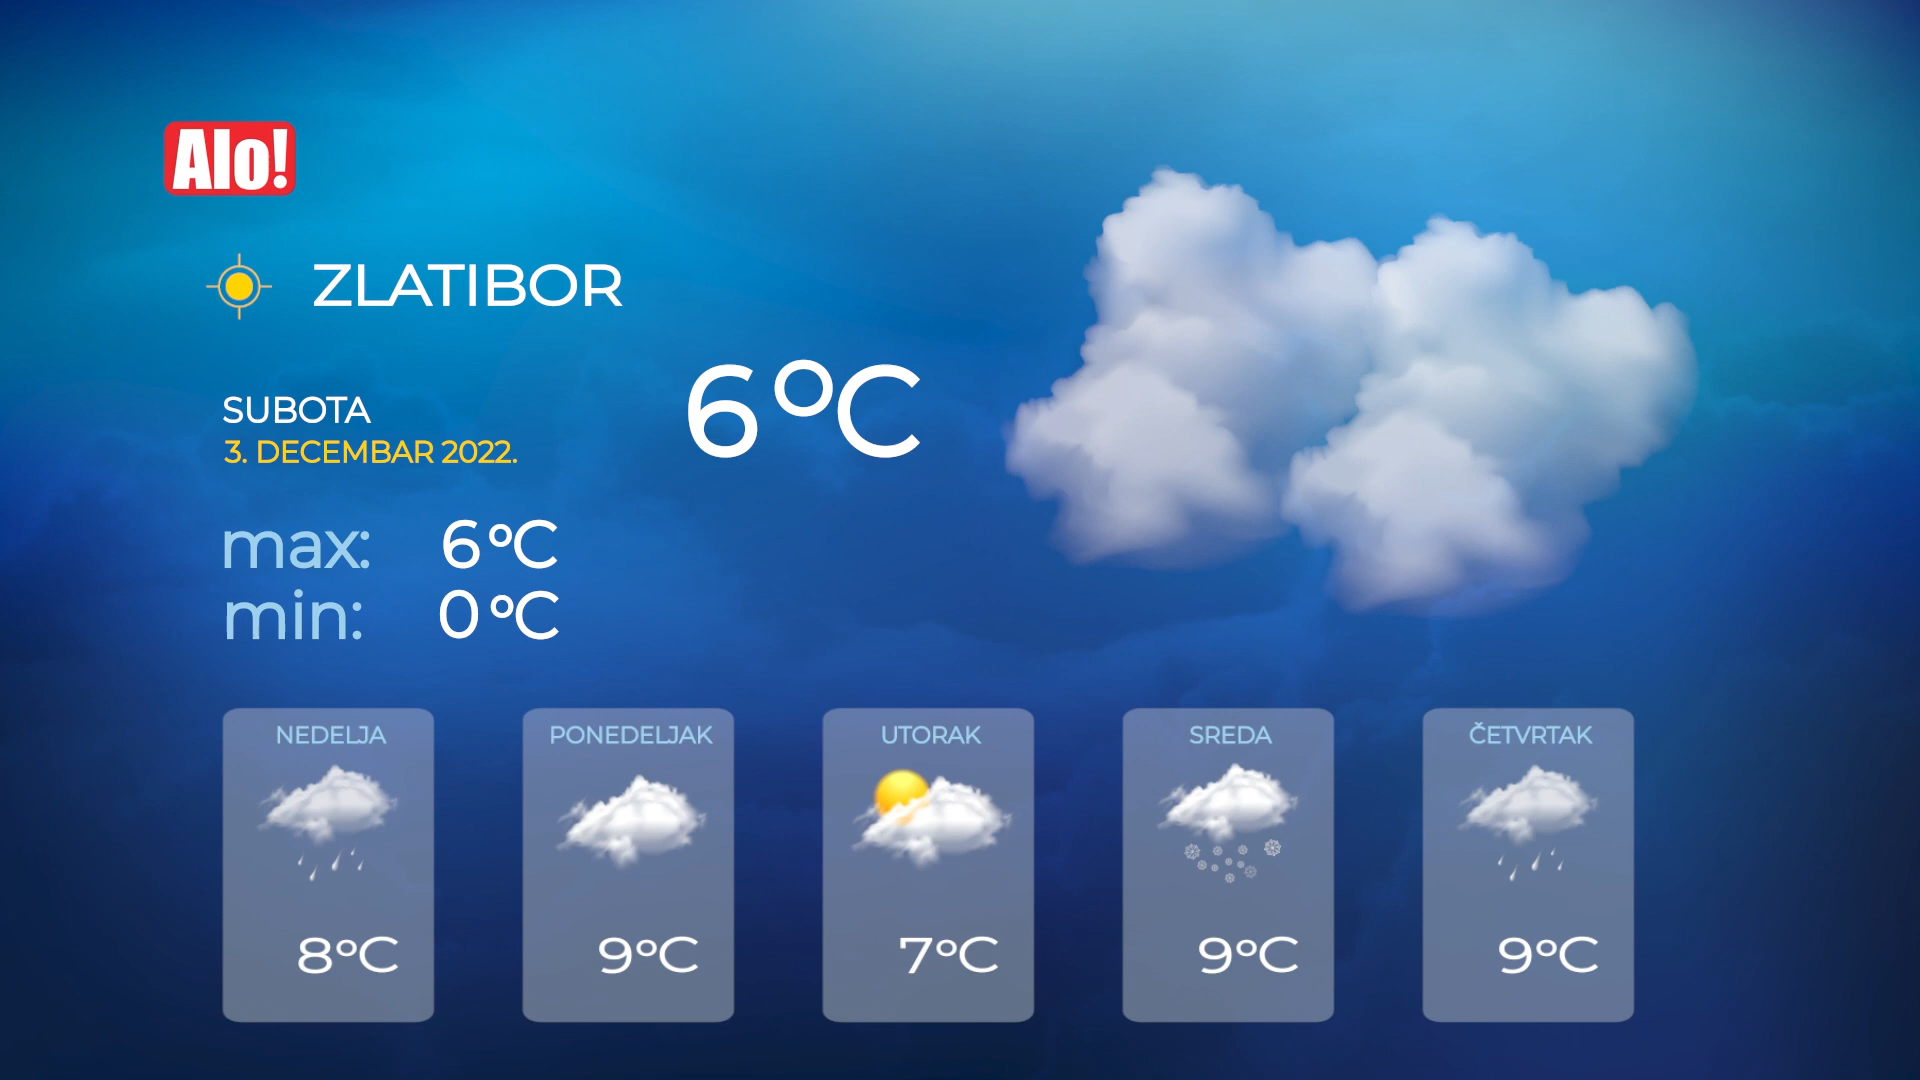 Alo!
ZLATIBOR
SUBOTA
3. DECEMBAR 2022.
6°C
max: 6°C
min: 0°C
NEDELJA
8°C
PONEDELJAK
9°C
UTORAK
7°C
SREDA
9°C
ČETVRTAK
9°C